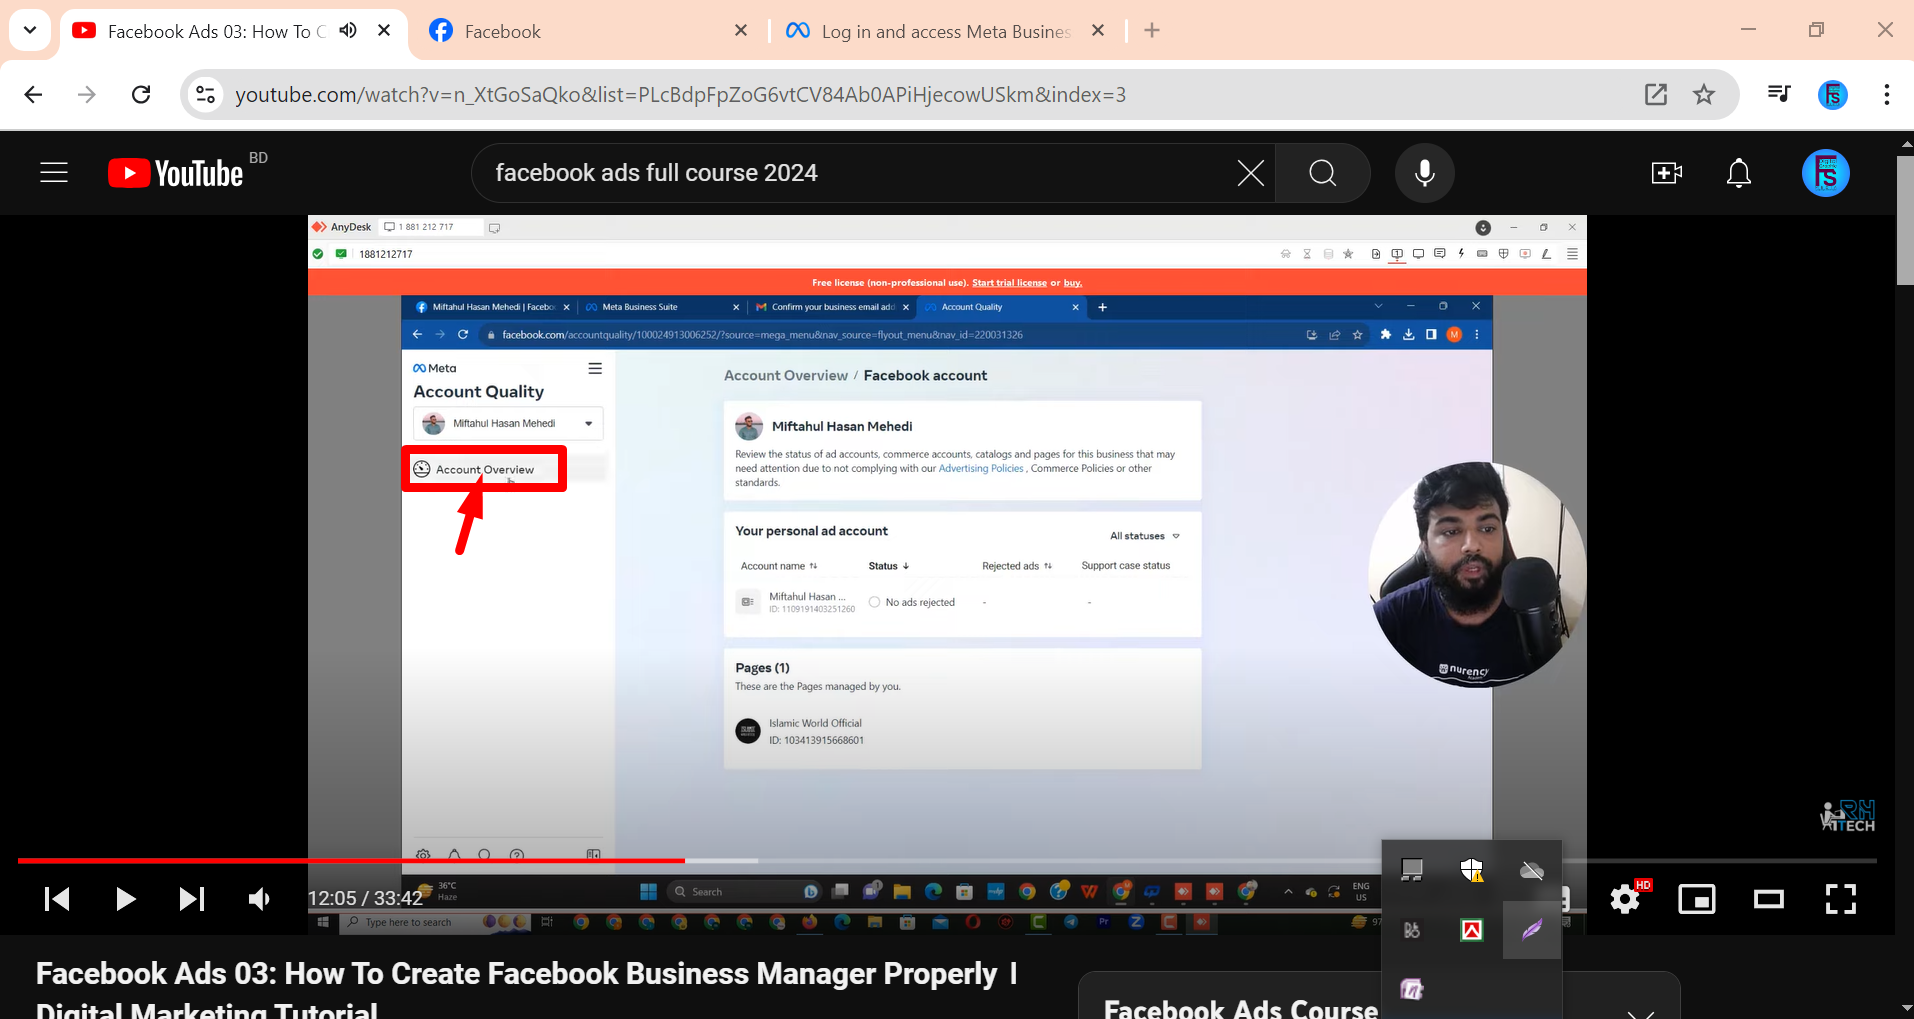 Facebook Ads 03: How To C
Facebook
Log in and access Meta Busines
youtube.com/watch?v=n_XtGoSaQko&list=PLcBdpFpZoG6vtCV84Ab0APiHjecowUSkm&index=3
YouTube BD
facebook ads full course 2024
AnyDesk 1 881 212 717
1881212717
Free license (non-professional use). Start trial license or buy.
Miftahul Hasan Mehedi | Faceboo
Meta Business Suite
Confirm your business email add
Account Quality
facebook.com/accountquality/100024913006252/?source=mega_menu&nav_source=flyout_menu&nav_id=220031326
M
Meta
Account Quality
Miftahul Hasan Mehedi
Account Overview
Account Overview / Facebook account
Miftahul Hasan Mehedi
Review the status of ad accounts, commerce accounts, catalogs and pages for this business that may
need attention due to not complying with our Advertising Policies , Commerce Policies or other
standards.
Your personal ad account
All statuses
Account name Status Rejected ads Support case status
Miftahul Hasan ...
ID: 1109191403251260
No ads rejected - -
Pages (1)
These are the Pages managed by you.
Islamic World Official
ID: 103413915668601
nurency
RH
TECH
36°C
Haze
Search
ENG
US
12:05 / 33:42
HD
Type here to search
97
Facebook Ads 03: How To Create Facebook Business Manager Properly |
Digital Marketing Tutorial
Facebook Ads Course